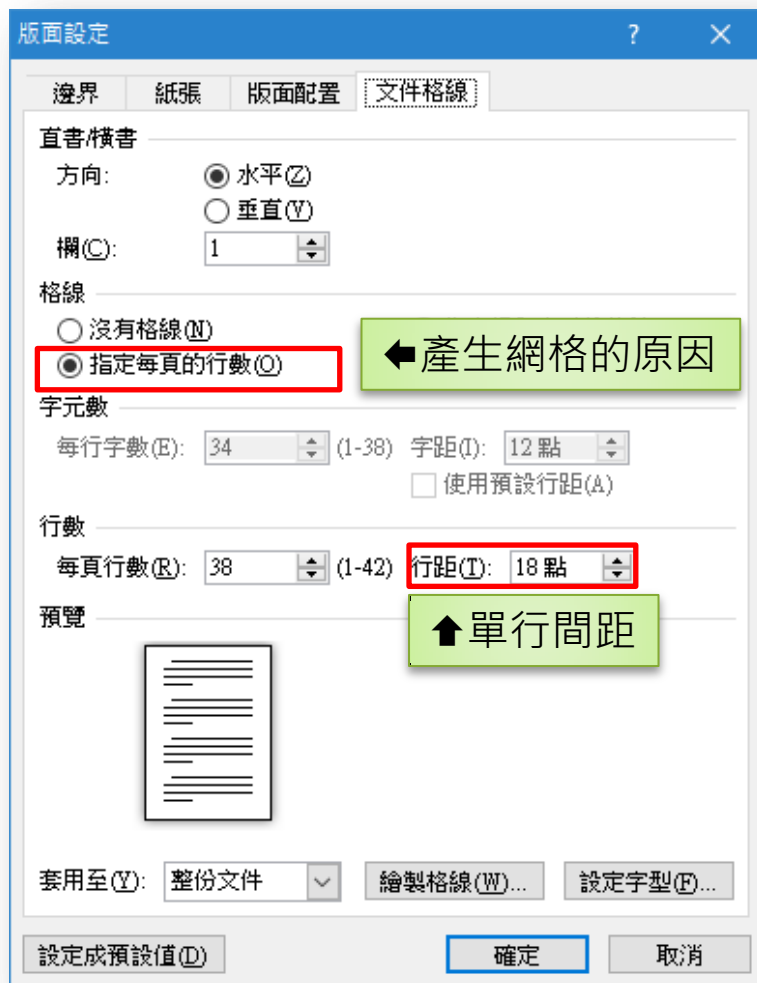 版面設定 ? ×
邊界 紙張 版面配置 文件格線
直書/橫書
方向: 水平(Z)
垂直(V)
欄(C): 1
格線
沒有格線(N)
指定每頁的行數(O)
⬅產生網格的原因
字元數
每行字數(E): 34 (1-38) 字距(I): 12 點
使用預設行距(A)
行數
每頁行數(R): 38 (1-42) 行距(T): 18 點
⬆單行間距
預覽
套用至(Y): 整份文件 繪製格線(W)... 設定字型(F)...
設定成預設值(D) 確定 取消